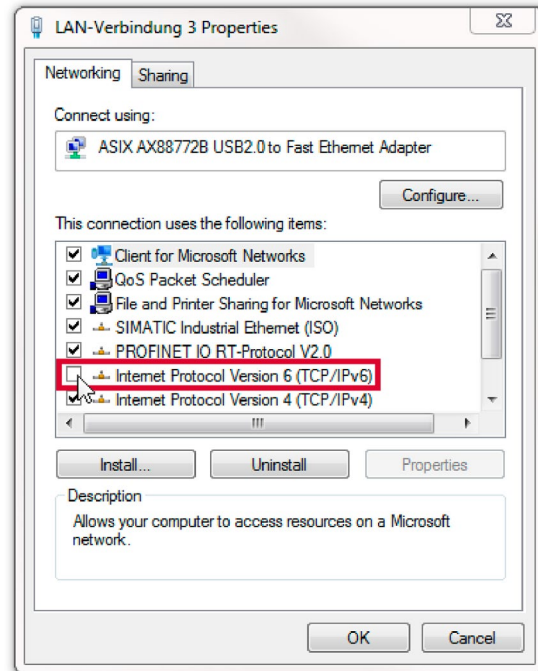 LAN-Verbindung 3 Properties
Networking
Sharing
Connect using:
ASIX AX88772B USB2.0 to Fast Ethernet Adapter
Configure...
This connection uses the following items:
Client for Microsoft Networks
QoS Packet Scheduler
File and Printer Sharing for Microsoft Networks
SIMATIC Industrial Ethernet (ISO)
PROFINET IO RT-Protocol V2.0
Internet Protocol Version 6 (TCP/IPv6)
Internet Protocol Version 4 (TCP/IPv4)
Install...
Uninstall
Properties
Description
Allows your computer to access resources on a Microsoft
network.
OK
Cancel